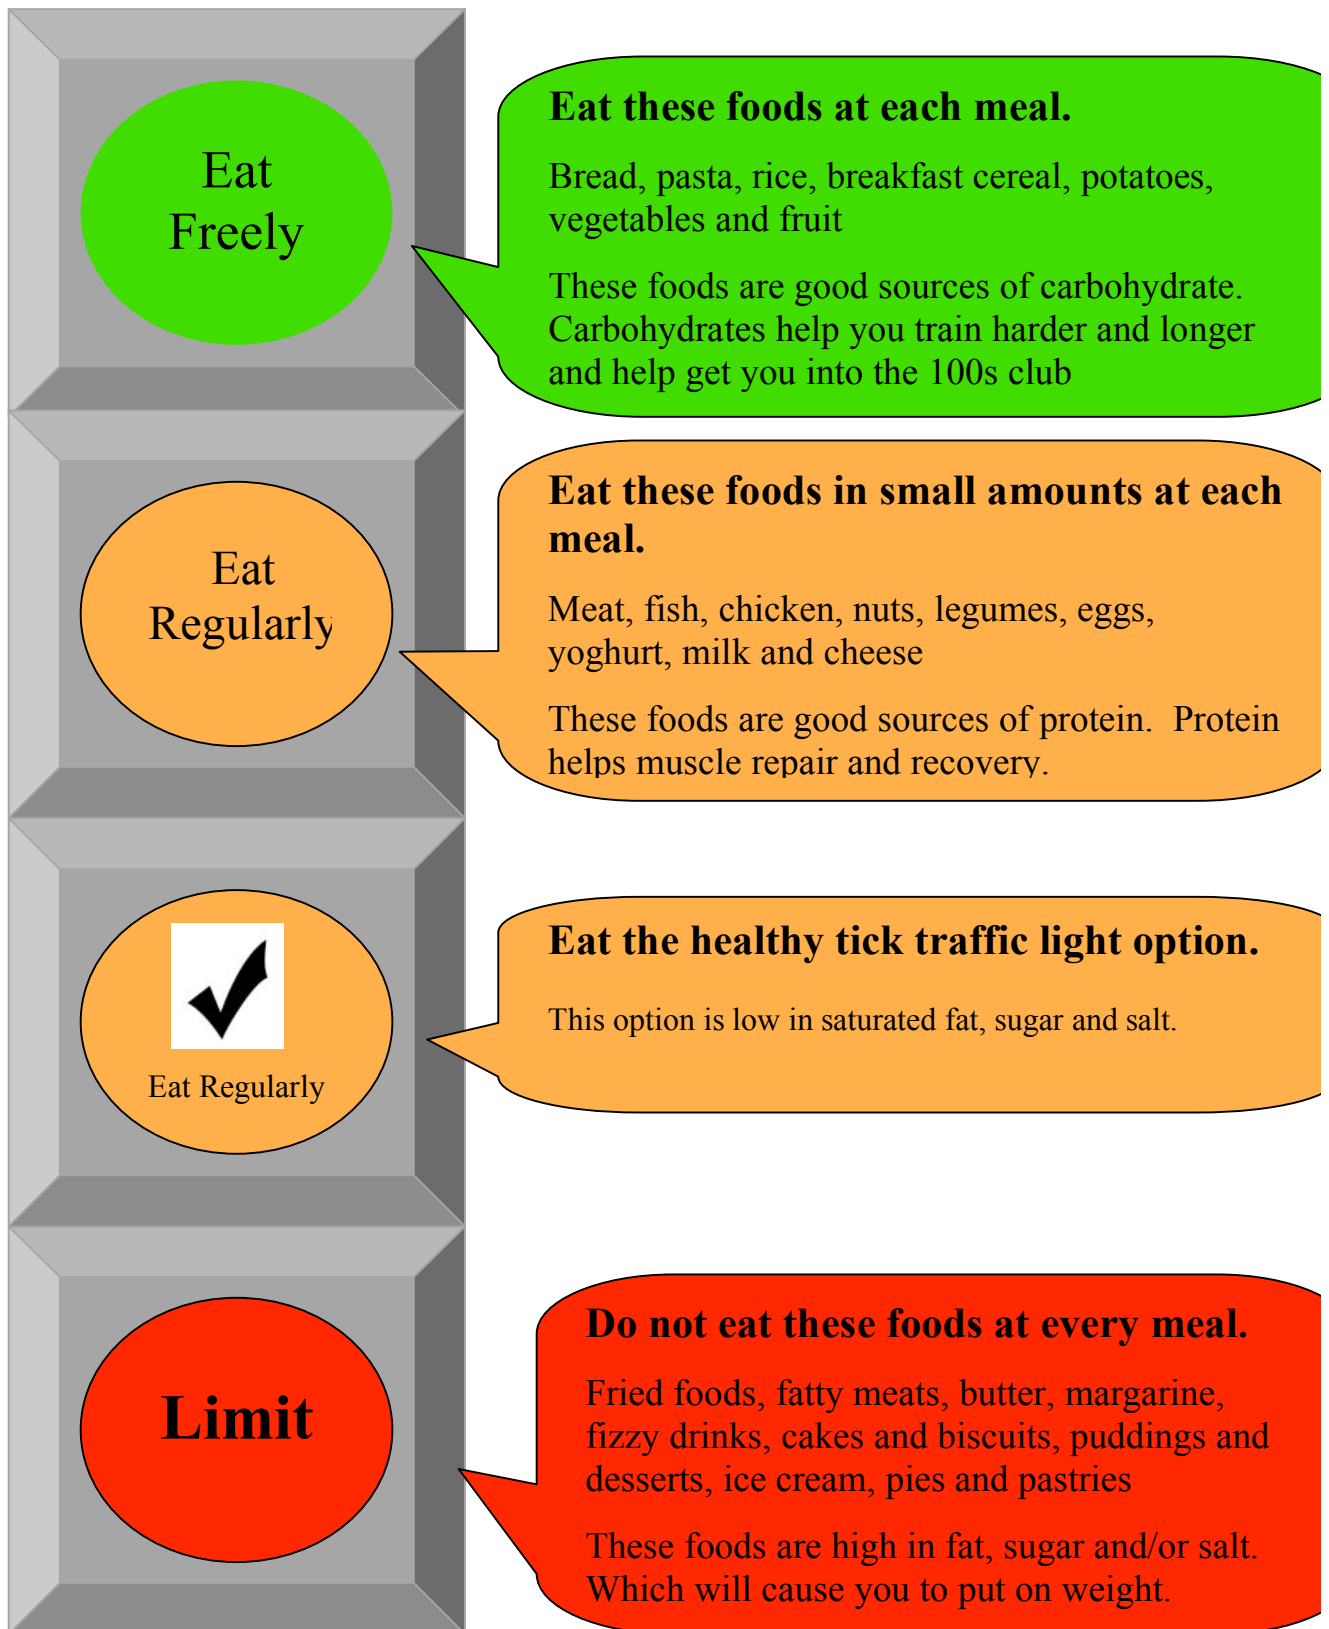 Eat
Freely
Eat these foods at each meal.
Bread, pasta, rice, breakfast cereal, potatoes,
vegetables and fruit
These foods are good sources of carbohydrate.
Carbohydrates help you train harder and longer
and help get you into the 100s club
Eat
Regularly
Eat these foods in small amounts at each
meal.
Meat, fish, chicken, nuts, legumes, eggs,
yoghurt, milk and cheese
These foods are good sources of protein.  Protein
helps muscle repair and recovery.
Eat Regularly
Eat the healthy tick traffic light option.
This option is low in saturated fat, sugar and salt.
Limit
Do not eat these foods at every meal.
Fried foods, fatty meats, butter, margarine,
fizzy drinks, cakes and biscuits, puddings and
desserts, ice cream, pies and pastries
These foods are high in fat, sugar and/or salt.
Which will cause you to put on weight.